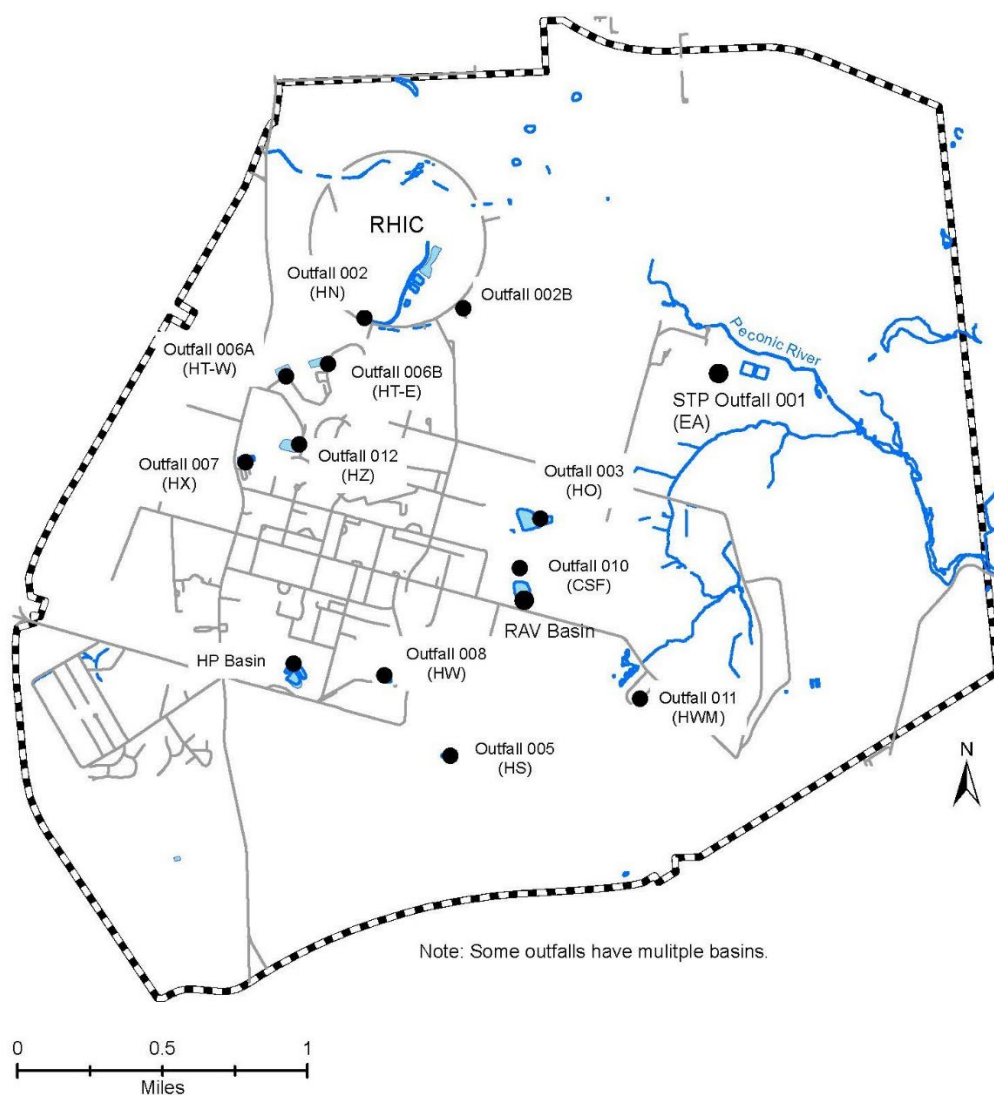 RHIC
Outfall 002
(HN)
Outfall 002B
Peconic River
Outfall 006A
(HT-W)
Outfall 006B
(HT-E)
STP Outfall 001
(EA)
Outfall 012
(HZ)
Outfall 007
(HX)
Outfall 003
(HO)
Outfall 010
(CSF)
RAV Basin
HP Basin
Outfall 008
(HW)
Outfall 011
(HWM)
Outfall 005
(HS)
N
Note: Some outfalls have mulitple basins.
0 0.5 1
Miles